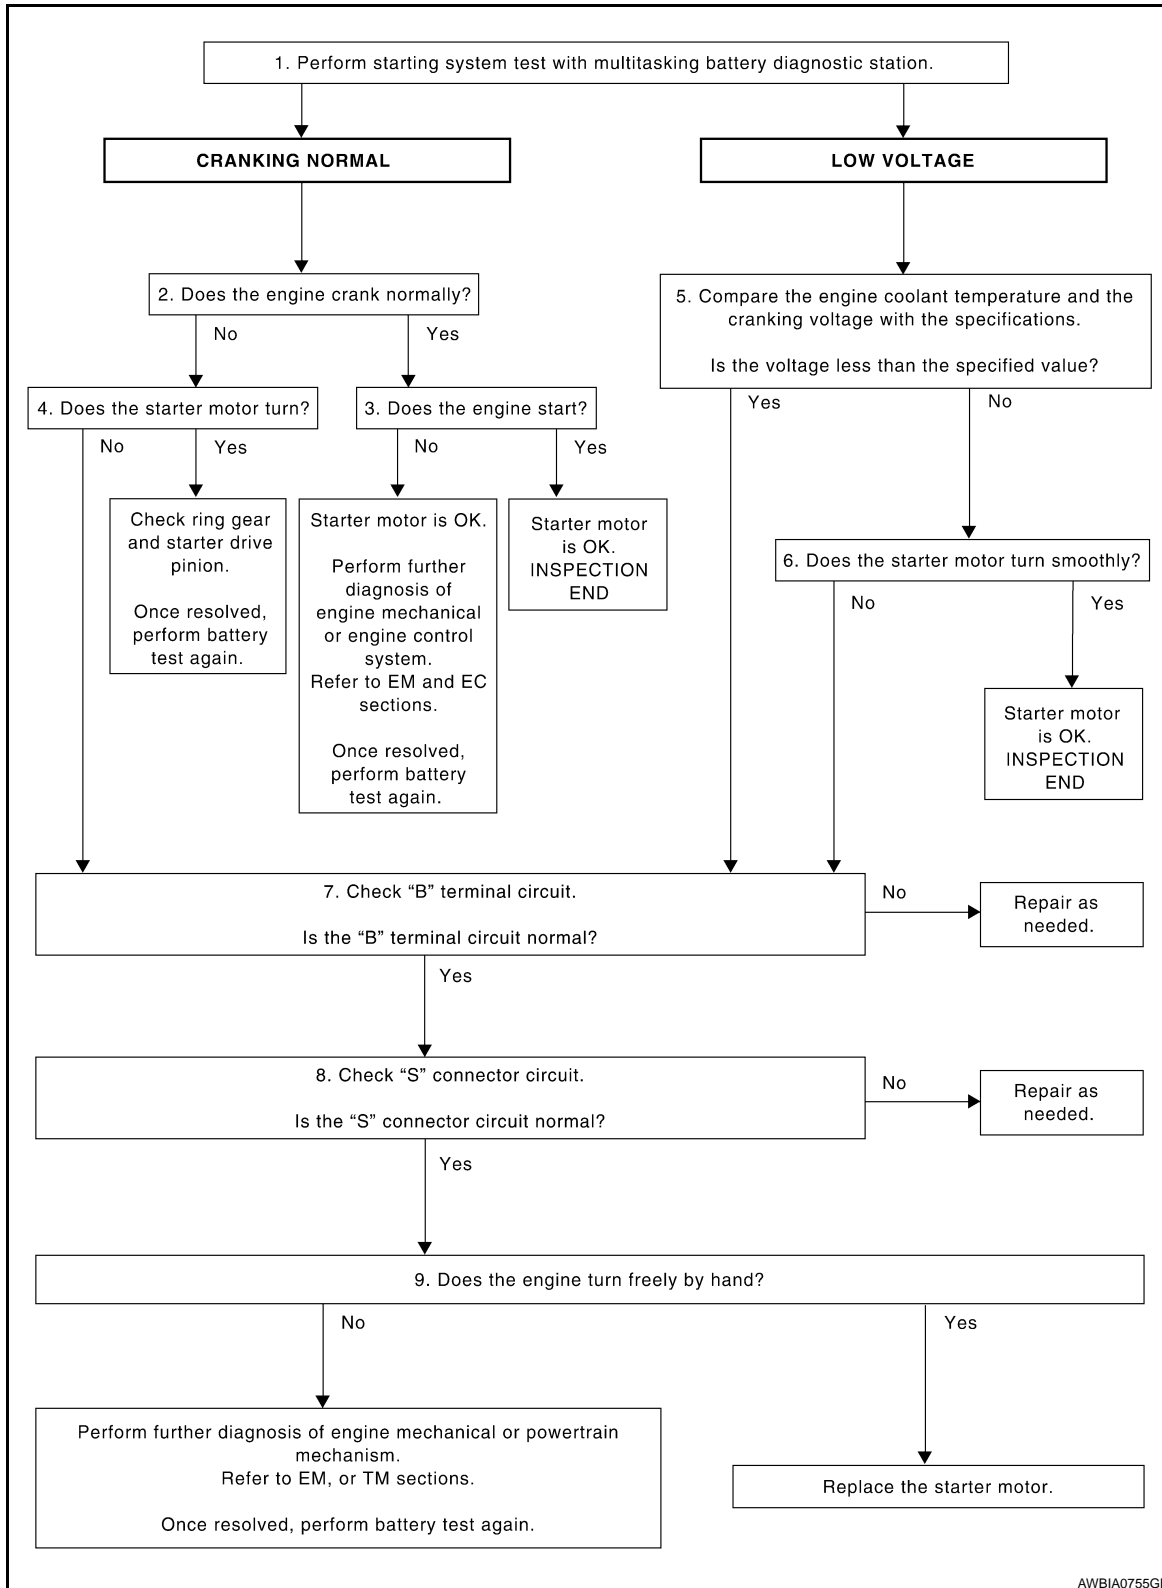 1. Perform starting system test with multitasking battery diagnostic station.
CRANKING NORMAL
LOW VOLTAGE
2. Does the engine crank normally?
No
Yes
4. Does the starter motor turn?
3. Does the engine start?
No
Yes
No
Yes
Check ring gear
and starter drive
pinion.
Once resolved,
perform battery
test again.
Starter motor is OK.
Perform further
diagnosis of
engine mechanical
or engine control
system.
Refer to EM and EC
sections.
Once resolved,
perform battery
test again.
Starter motor
is OK.
INSPECTION
END
5. Compare the engine coolant temperature and the
cranking voltage with the specifications.
Is the voltage less than the specified value?
Yes
No
6. Does the starter motor turn smoothly?
No
Yes
Starter motor
is OK.
INSPECTION
END
7. Check “B” terminal circuit.
Is the “B” terminal circuit normal?
No
Repair as
needed.
Yes
8. Check “S” connector circuit.
Is the “S” connector circuit normal?
No
Repair as
needed.
Yes
9. Does the engine turn freely by hand?
No
Yes
Perform further diagnosis of engine mechanical or powertrain
mechanism.
Refer to EM, or TM sections.
Once resolved, perform battery test again.
Replace the starter motor.